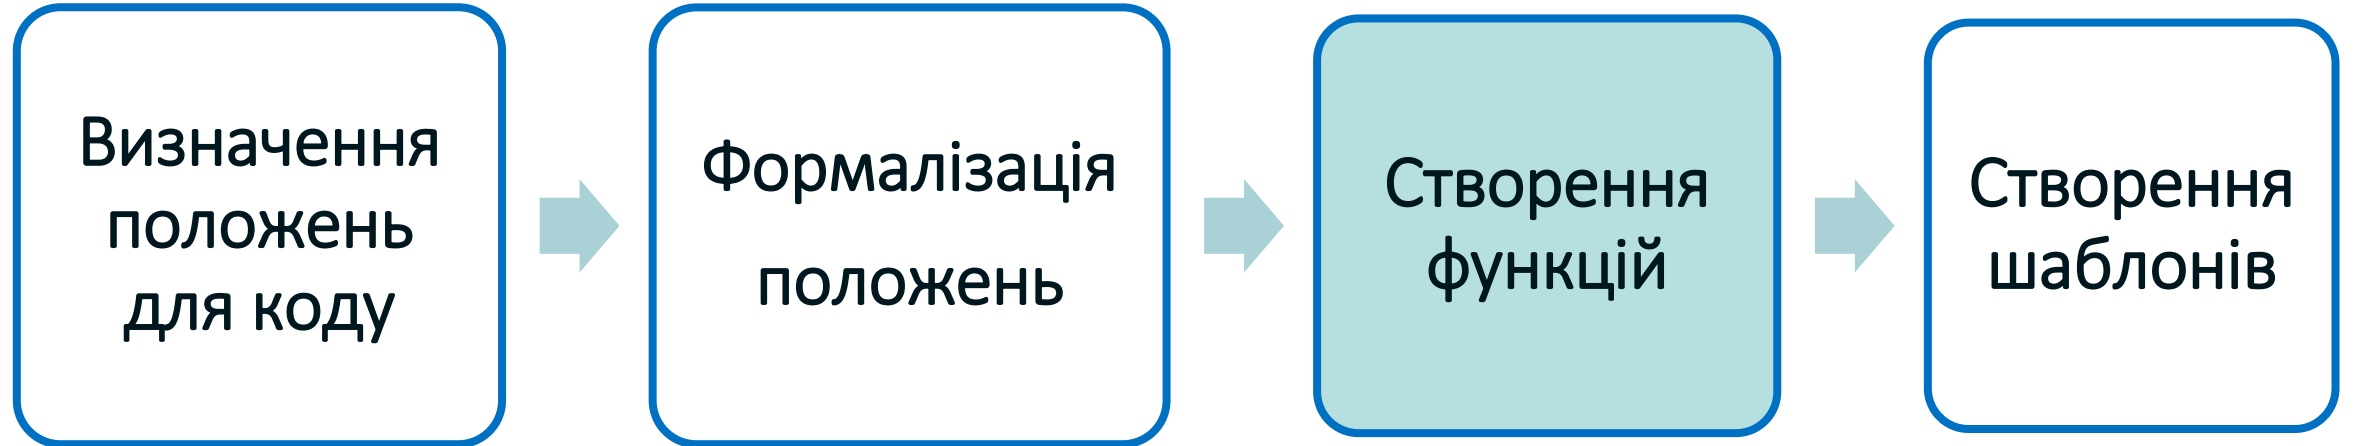 Визначення
положень
для коду
Формалізація
положень
Створення
функцій
Створення
шаблонів